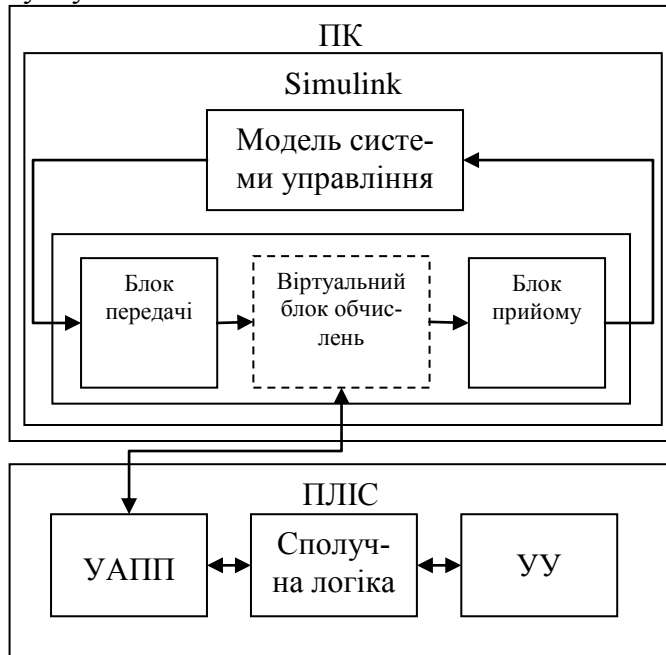 ПК
Simulink
Модель систе-
ми управління
Блок
передачі
Віртуальний
блок обчис-
лень
Блок
прийому
ПЛІС
УАПП
Сполуч-
на логіка
УУ